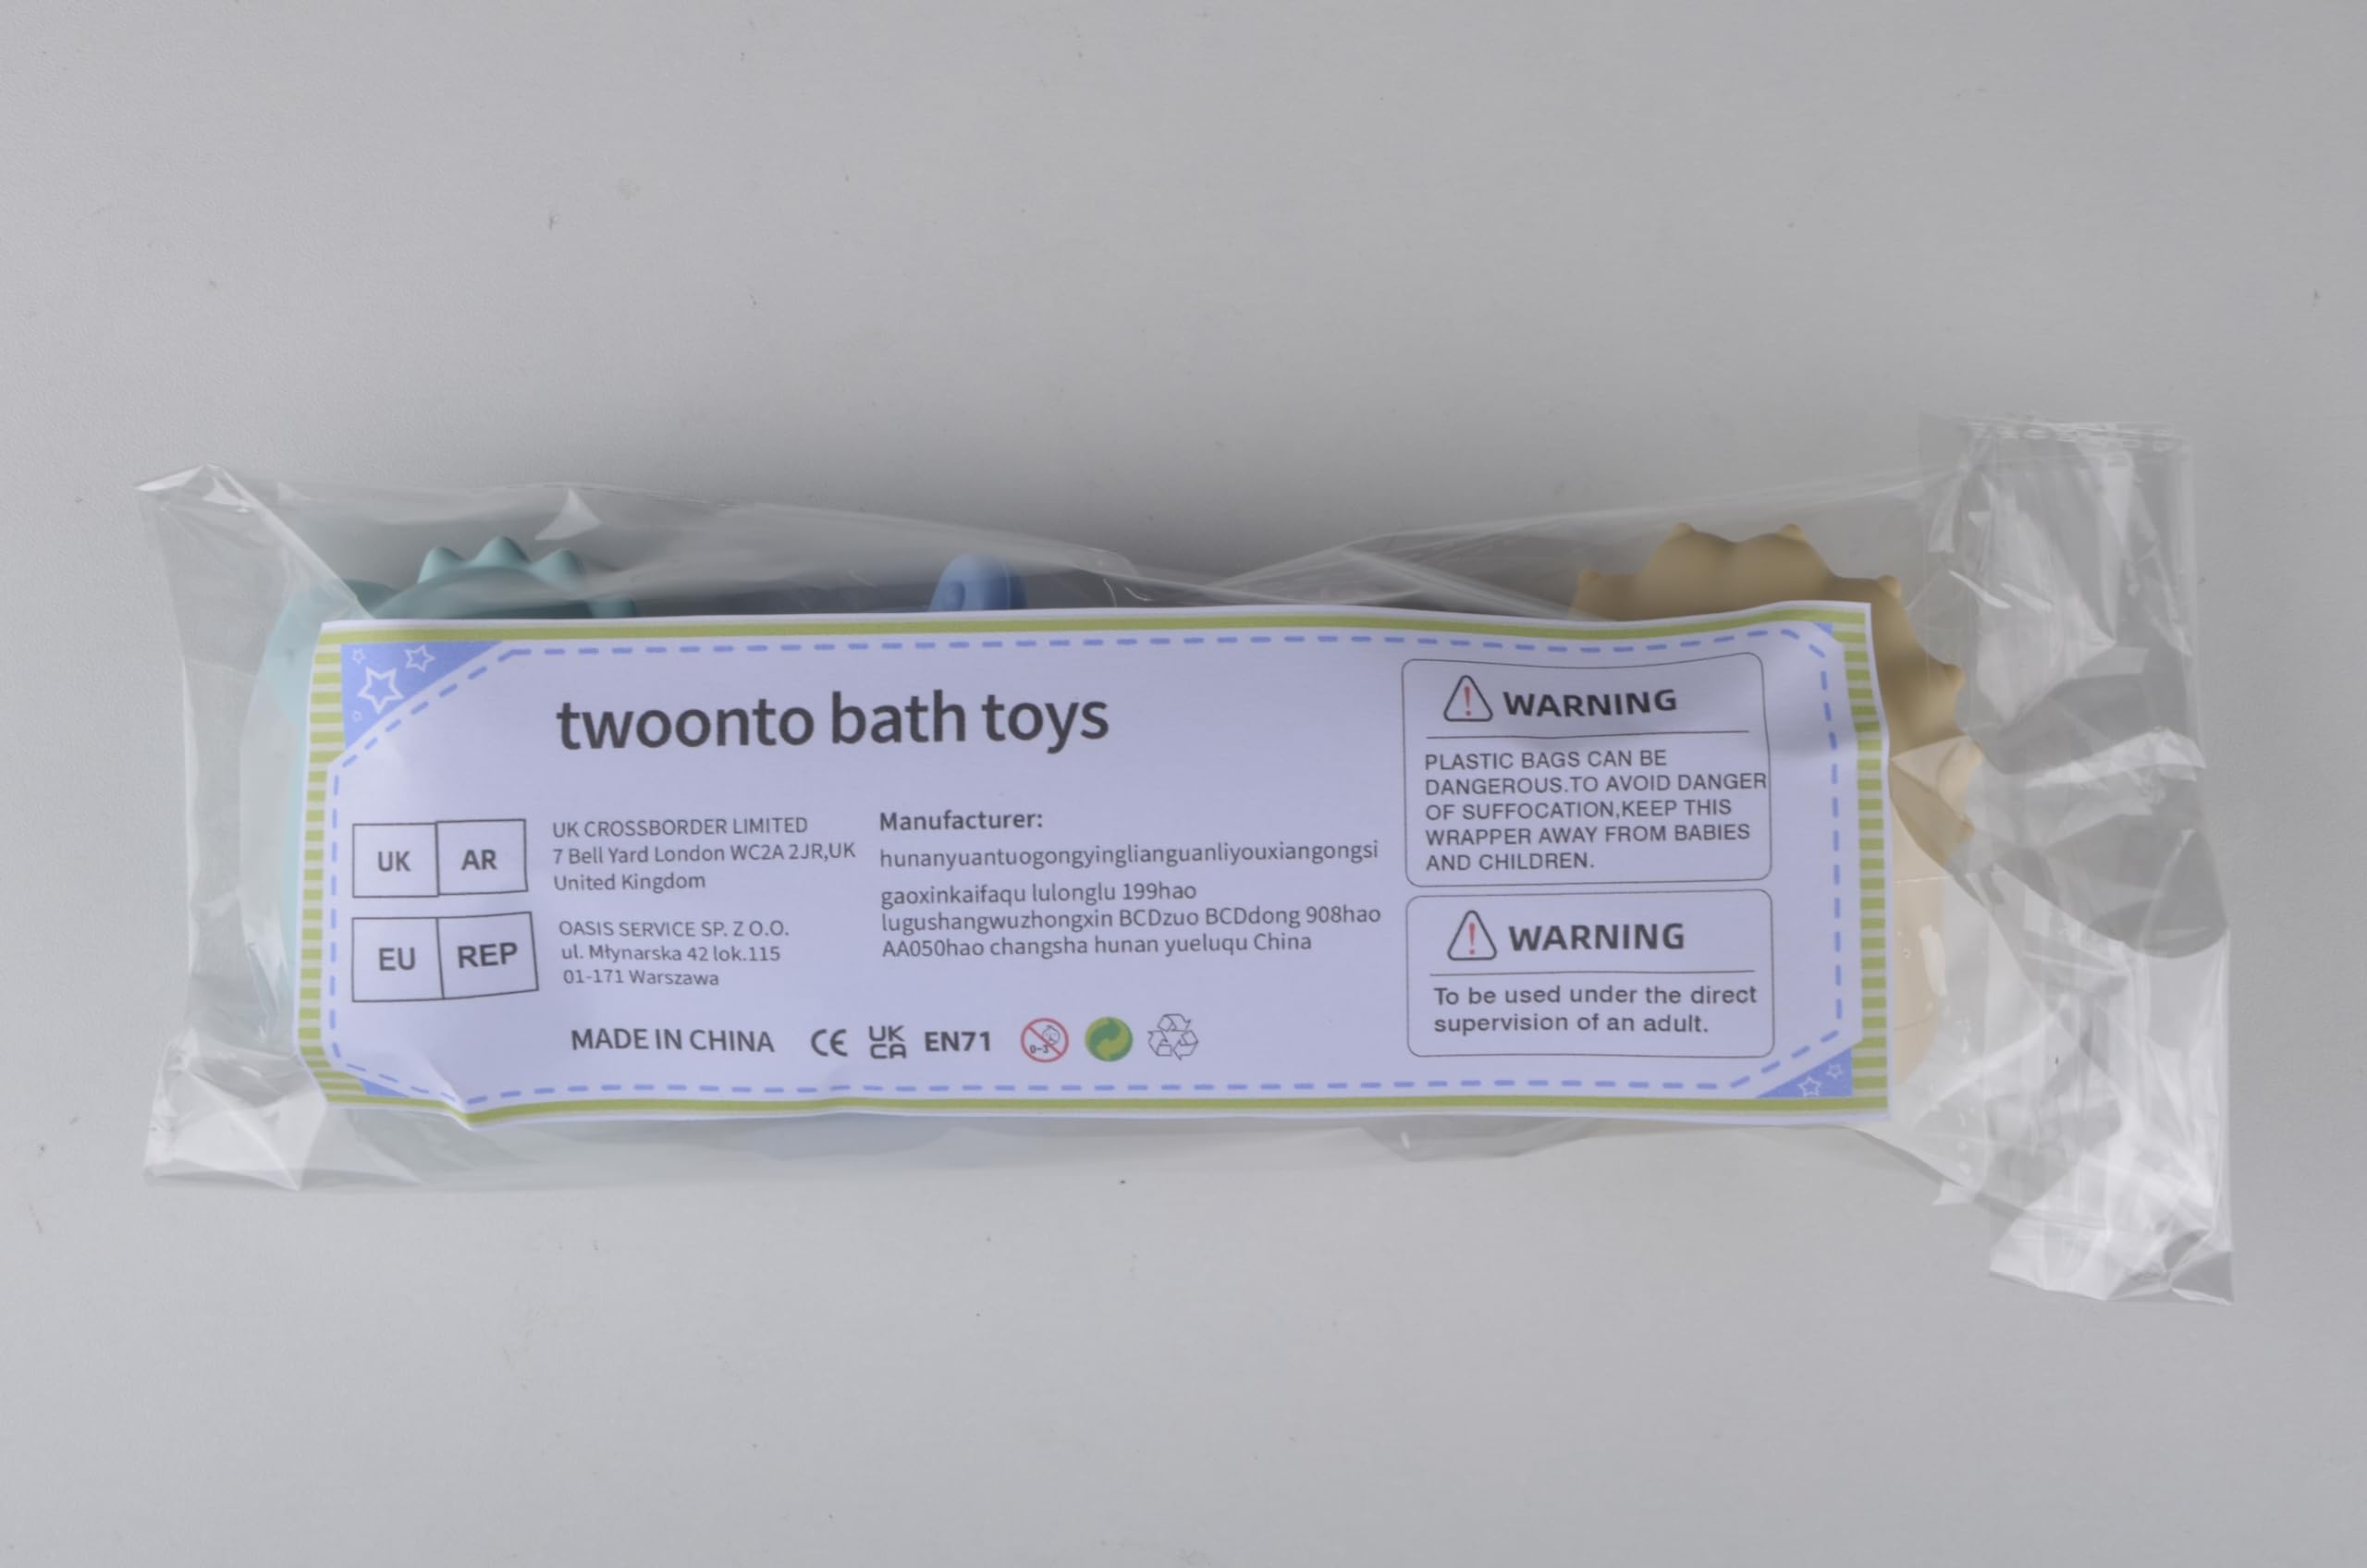 twoonto bath toys
UK AR
UK CROSSBORDER LIMITED
7 Bell Yard London WC2A 2JR,UK
United Kingdom
EU REP
OASIS SERVICE SP. Z O.O.
ul. Młynarska 42 lok.115
01-171 Warszawa
Manufacturer:
hunanyuantuogongyinglianguanliyouxiangongsi
gaoxinkaifaqu lulonglu 199hao
lugushangwuzhongxin BCDzuo BCDdong 908hao
AA050hao changsha hunan yueluqu China
MADE IN CHINA CE UK CA EN71 0-3
WARNING
PLASTIC BAGS CAN BE
DANGEROUS.TO AVOID DANGER
OF SUFFOCATION,KEEP THIS
WRAPPER AWAY FROM BABIES
AND CHILDREN.
WARNING
To be used under the direct
supervision of an adult.